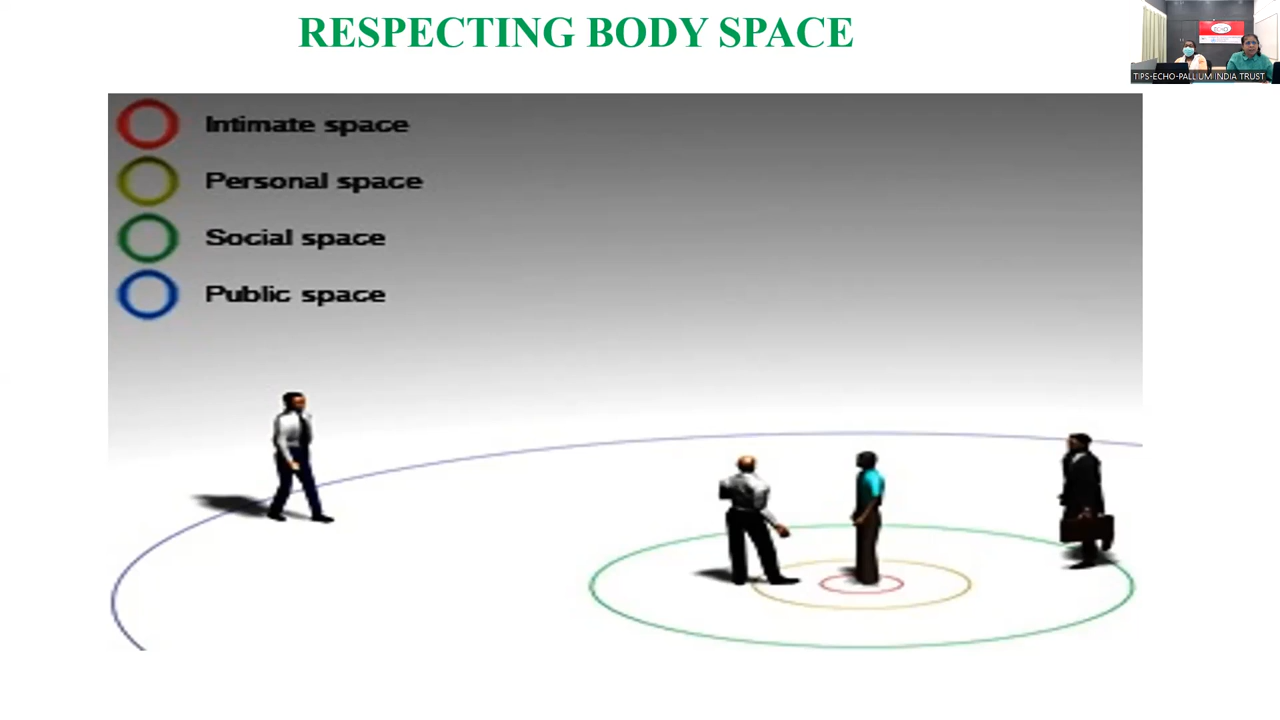 RESPECTING BODY SPACE
TIPS-ECHO-PALLIUM INDIA TRUST
Intimate space
Personal space
Social space
Public space